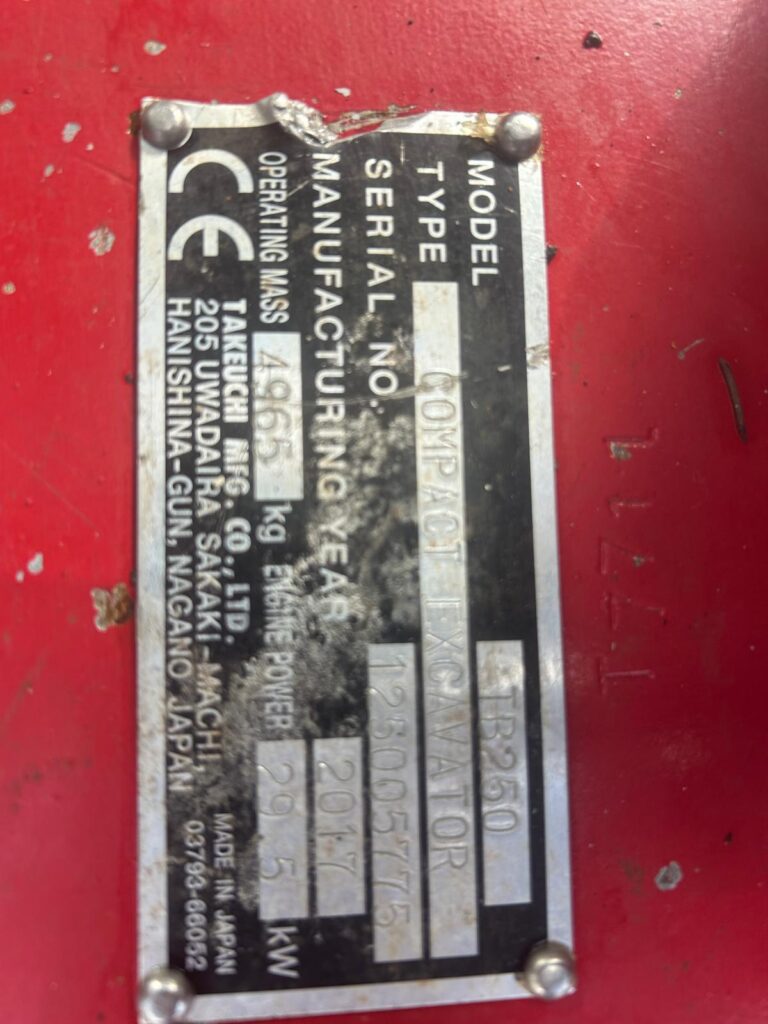 MODEL TB250
TYPE COMPACT EXCAVATOR
SERIAL NO. 125005775
MANUFACTURING YEAR 2017
OPERATING MASS 4965 kg ENGINE POWER 29.5 kW
CE TAKEUCHI MFG. CO., LTD.
205 UWADAIRA SAKAKI-MACHI,
HANISHINA-GUN, NAGANO JAPAN
MADE IN JAPAN
03793-66052